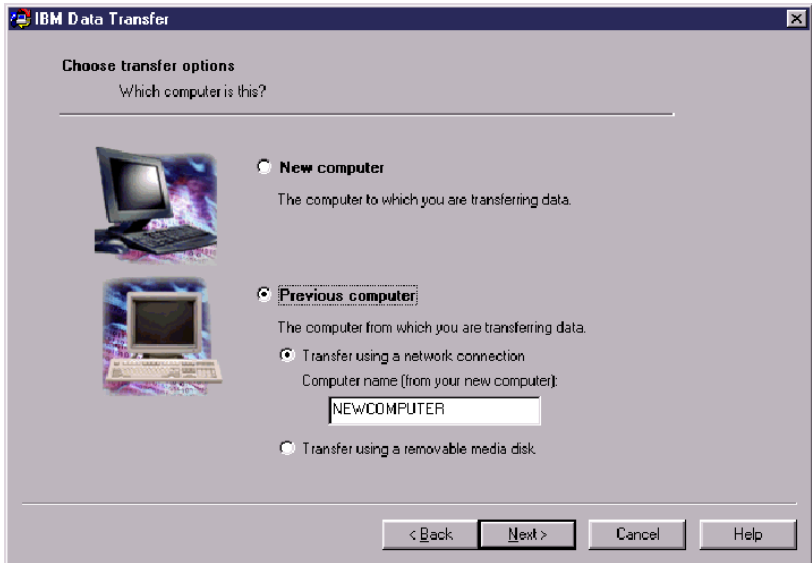 IBM Data Transfer
Choose transfer options
Which computer is this?
New computer
The computer to which you are transferring data.
Previous computer
The computer from which you are transferring data.
Transfer using a network connection
Computer name (from your new computer):
NEWCOMPUTER
Transfer using a removable media disk.
< Back Next > Cancel Help